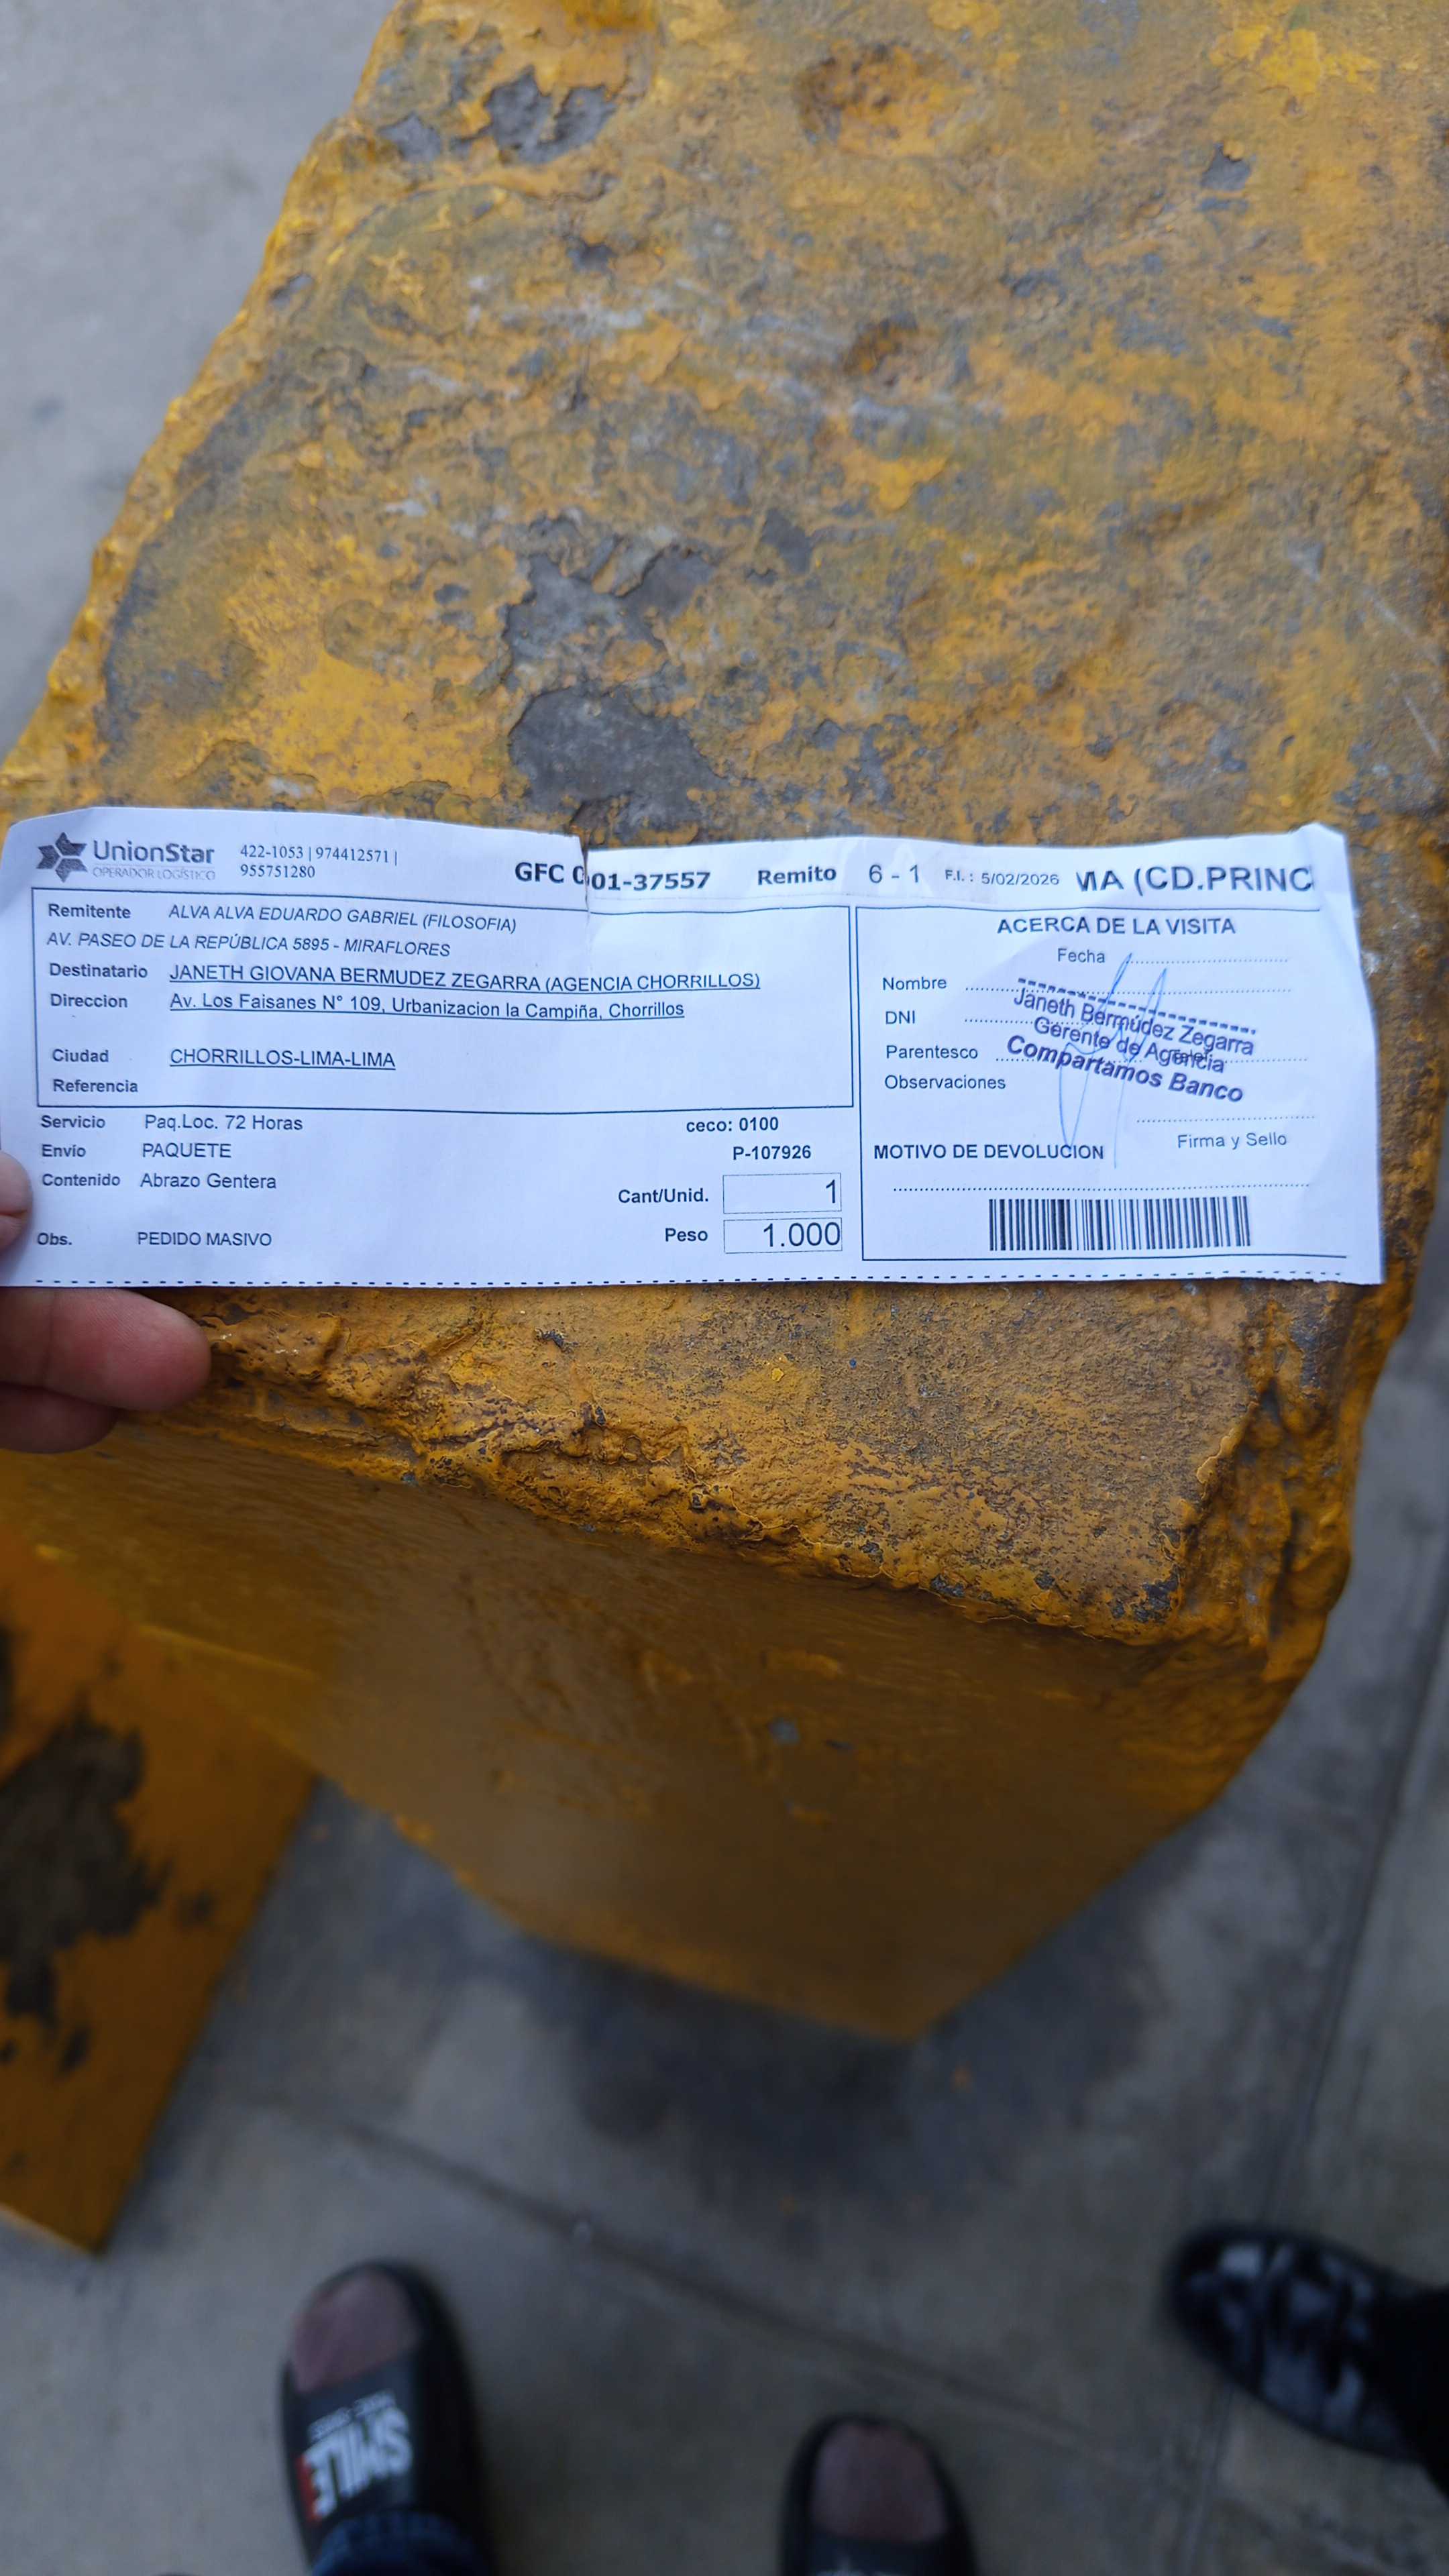 UnionStar
OPERADOR LOGÍSTICO
422-1053 | 974412571 |
955751280
GFC 001-37557 Remito 6 - 1 F.I. : 5/02/2026 MA (CD.PRINC
Remitente ALVA ALVA EDUARDO GABRIEL (FILOSOFIA)
AV. PASEO DE LA REPÚBLICA 5895 - MIRAFLORES
Destinatario JANETH GIOVANA BERMUDEZ ZEGARRA (AGENCIA CHORRILLOS)
Direccion Av. Los Faisanes N° 109, Urbanizacion la Campiña, Chorrillos
Ciudad CHORRILLOS-LIMA-LIMA
Referencia
Servicio Paq.Loc. 72 Horas ceco: 0100
Envío PAQUETE P-107926
Contenido Abrazo Gentera
Cant/Unid. 1
Peso 1.000
Obs. PEDIDO MASIVO
ACERCA DE LA VISITA
Fecha
Nombre
DNI
Parentesco
Observaciones
Janeth Bermúdez Zegarra
Gerente de Agencia
Compartamos Banco
Firma y Sello
MOTIVO DE DEVOLUCION
SMILE